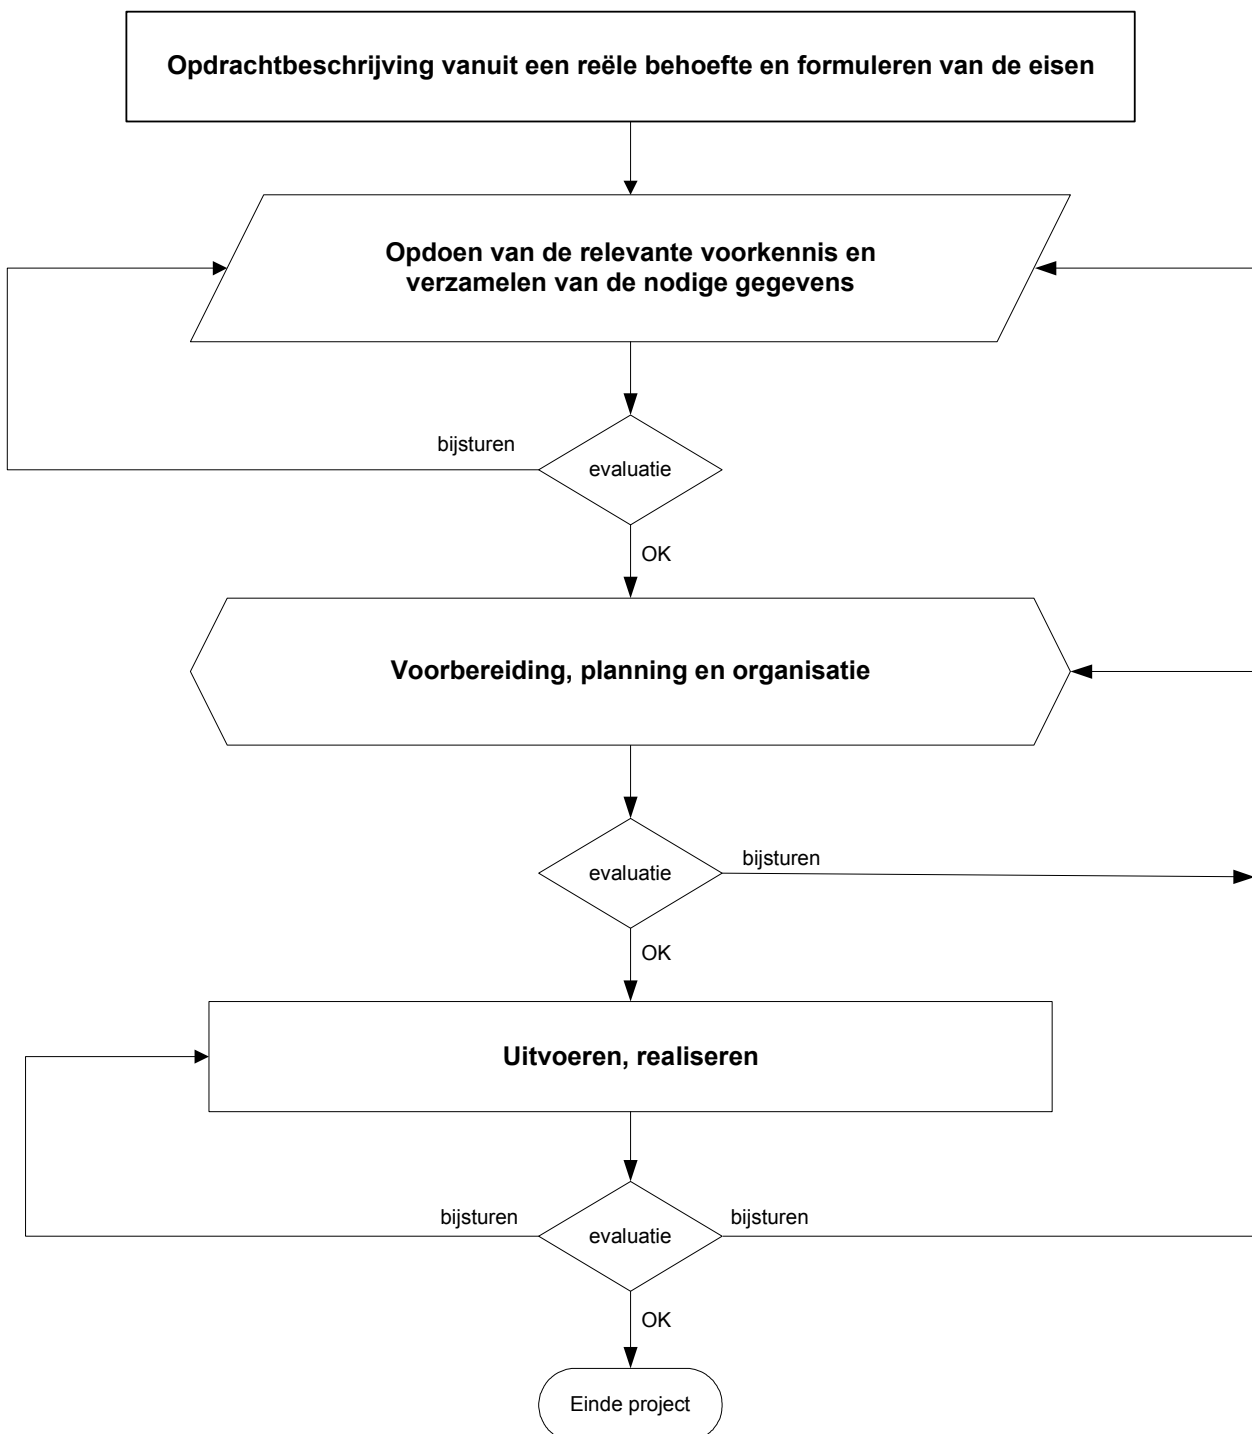 Opdrachtbeschrijving vanuit een reële behoefte en formuleren van de eisen
Opdoen van de relevante voorkennis en
verzamelen van de nodige gegevens
bijsturen
evaluatie
OK
Voorbereiding, planning en organisatie
evaluatie
bijsturen
OK
Uitvoeren, realiseren
bijsturen
evaluatie
bijsturen
OK
Einde project